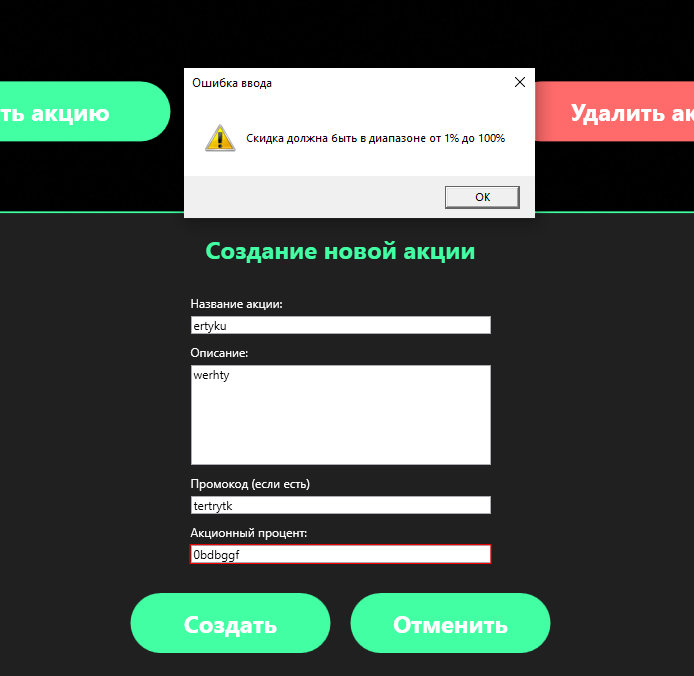 Ошибка ввода
ть акцию
Удалить ак
Скидка должна быть в диапазоне от 1% до 100%
ОК
Создание новой акции
Название акции:
ertyku
Описание:
werhty
Промокод (если есть)
tertrytk
Акционный процент:
0bdbggf
Создать
Отменить